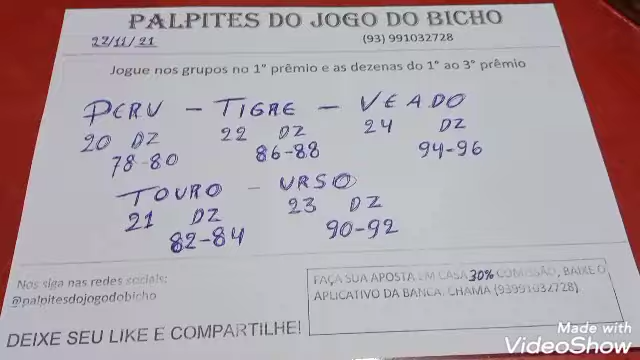 PALPITES DO JOGO DO BICHO
22/11/21
(93) 991032728
Jogue nos grupos no 1° prêmio e as dezenas do 1° ao 3° prêmio
PERU - TIGRE - VEADO
20 DZ 22 DZ 24 DZ
78-80 86-88 94-96
TOURO - URSO
21 DZ 23 DZ
82-84 90-92
Nos siga nas redes sociais:
@palpitesdojogodobicho
FAÇA SUA APOSTA EM CASA 30% COMISSÃO, BAIXE O
APLICATIVO DA BANCA. CHAMA (93991032728)
DEIXE SEU LIKE E COMPARTILHE!
Made with
VideoShow